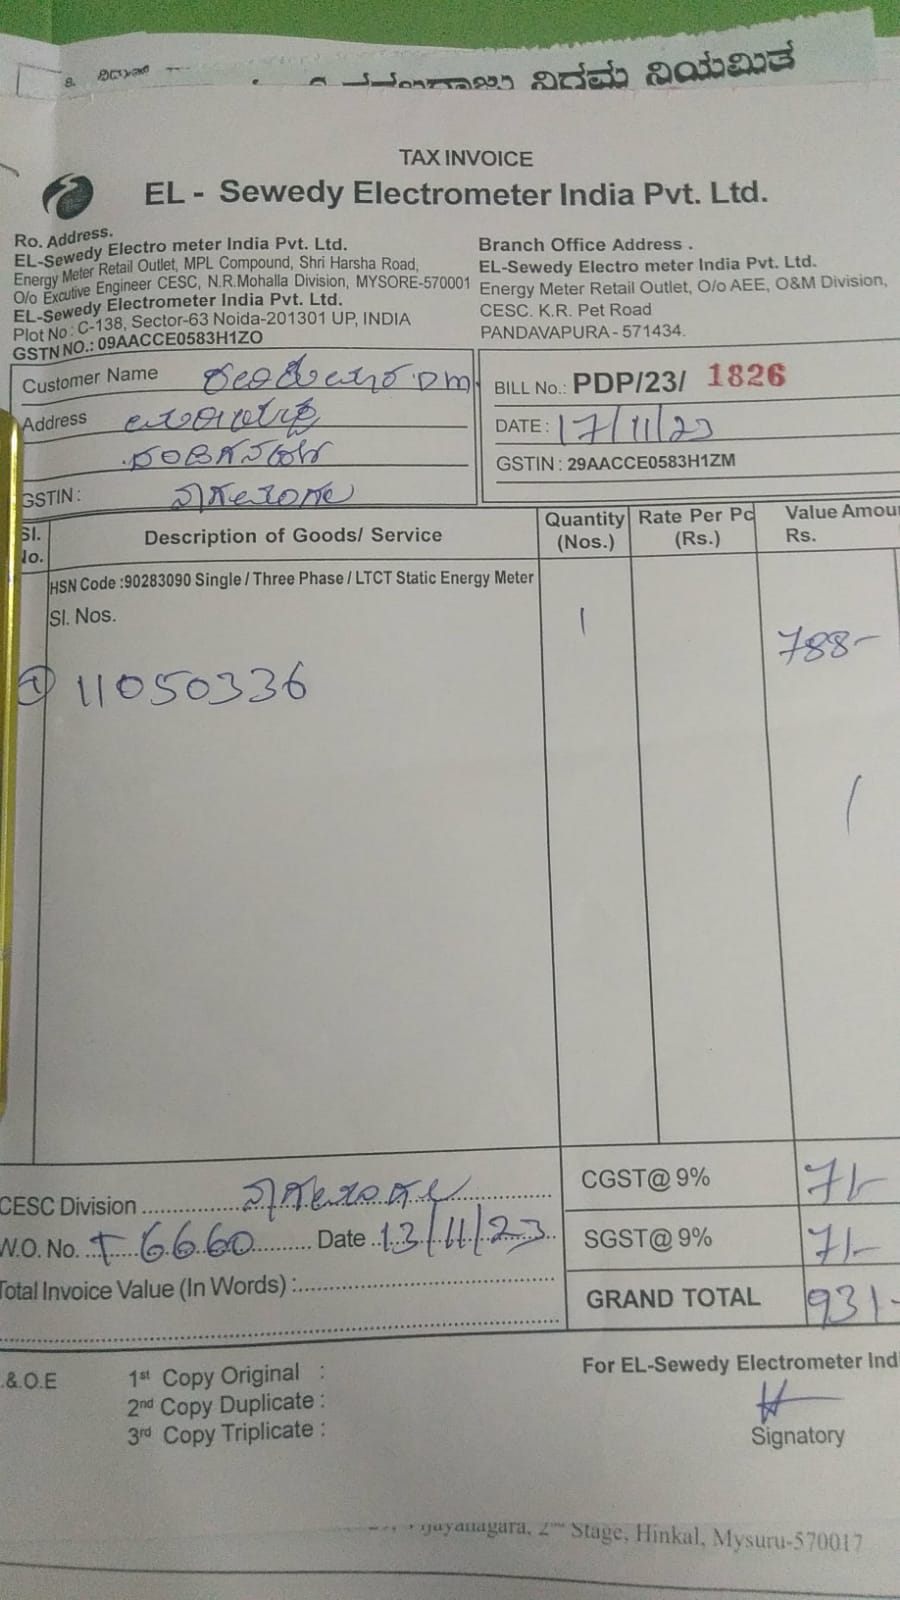 ನಿಗಮ ನಿಯಮಿತ
TAX INVOICE
EL - Sewedy Electrometer India Pvt. Ltd.
Ro. Address.
EL-Sewedy Electro meter India Pvt. Ltd.
Energy Meter Retail Outlet, MPL Compound, Shri Harsha Road,
O/o Excutive Engineer CESC, N.R.Mohalla Division, MYSORE-570001
EL-Sewedy Electrometer India Pvt. Ltd.
Plot No : C-138, Sector-63 Noida-201301 UP, INDIA
GSTN NO.: 09AACCE0583H1ZO
Branch Office Address .
EL-Sewedy Electro meter India Pvt. Ltd.
Energy Meter Retail Outlet, O/o AEE, O&M Division,
CESC. K.R. Pet Road
PANDAVAPURA - 571434.
Customer Name DM
Address
GSTIN :
BILL No.: PDP/23/ 1826
DATE : 17/11/23
GSTIN : 29AACCE0583H1ZM
Sl. No. Description of Goods/ Service Quantity (Nos.) Rate Per Pc (Rs.) Value Amou Rs.
HSN Code :90283090 Single / Three Phase / LTCT Static Energy Meter
Sl. Nos. 1 788-
① 11050336
CESC Division
W.O. No. T 6660 Date 13/11/23
Total Invoice Value (In Words) :
CGST@ 9% 71-
SGST@ 9% 71-
GRAND TOTAL 931-
.&.O.E
1st Copy Original :
2nd Copy Duplicate :
3rd Copy Triplicate :
For EL-Sewedy Electrometer Indi
Signatory
2nd Stage, Hinkal, Mysuru-570017